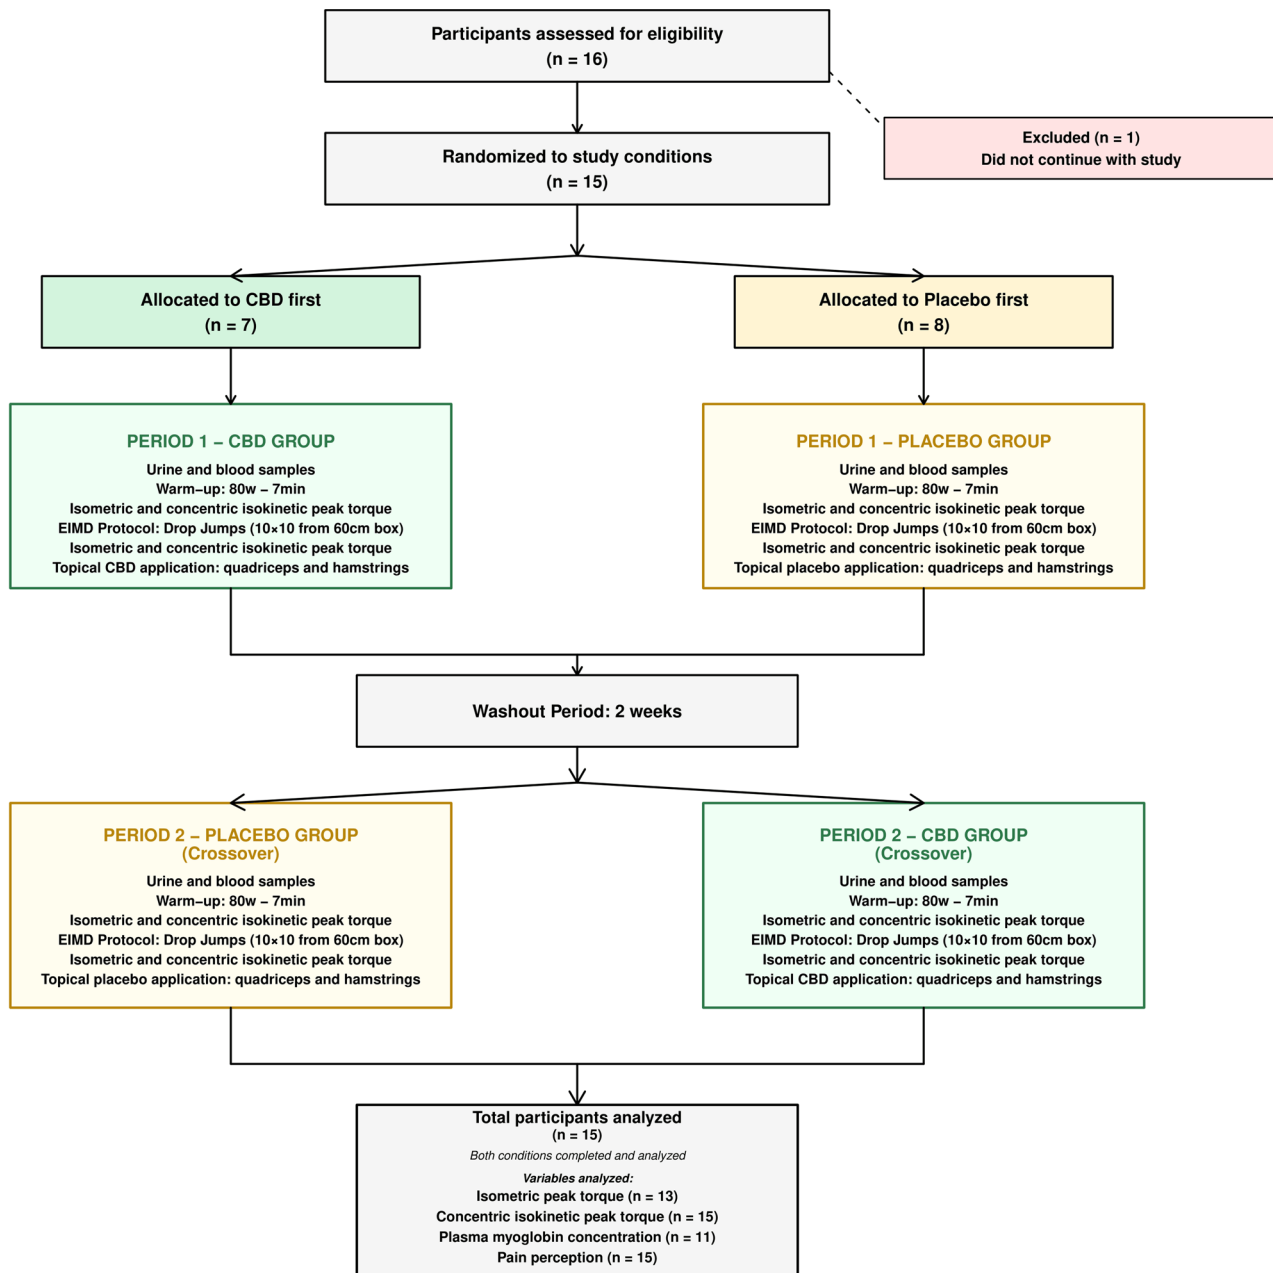 Participants assessed for eligibility
(n = 16)
Excluded (n = 1)
Did not continue with study
Randomized to study conditions
(n = 15)
Allocated to CBD first
(n = 7)
Allocated to Placebo first
(n = 8)
PERIOD 1 – CBD GROUP
Urine and blood samples
Warm–up: 80w – 7min
Isometric and concentric isokinetic peak torque
EIMD Protocol: Drop Jumps (10×10 from 60cm box)
Isometric and concentric isokinetic peak torque
Topical CBD application: quadriceps and hamstrings
PERIOD 1 – PLACEBO GROUP
Urine and blood samples
Warm–up: 80w – 7min
Isometric and concentric isokinetic peak torque
EIMD Protocol: Drop Jumps (10×10 from 60cm box)
Isometric and concentric isokinetic peak torque
Topical placebo application: quadriceps and hamstrings
Washout Period: 2 weeks
PERIOD 2 – PLACEBO GROUP
(Crossover)
Urine and blood samples
Warm–up: 80w – 7min
Isometric and concentric isokinetic peak torque
EIMD Protocol: Drop Jumps (10×10 from 60cm box)
Isometric and concentric isokinetic peak torque
Topical placebo application: quadriceps and hamstrings
PERIOD 2 – CBD GROUP
(Crossover)
Urine and blood samples
Warm–up: 80w – 7min
Isometric and concentric isokinetic peak torque
EIMD Protocol: Drop Jumps (10×10 from 60cm box)
Isometric and concentric isokinetic peak torque
Topical CBD application: quadriceps and hamstrings
Total participants analyzed
(n = 15)
Both conditions completed and analyzed
Variables analyzed:
Isometric peak torque (n = 13)
Concentric isokinetic peak torque (n = 15)
Plasma myoglobin concentration (n = 11)
Pain perception (n = 15)